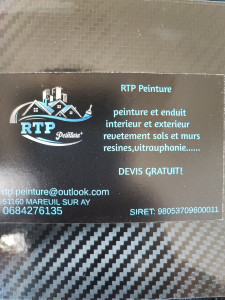 RTP Peinture
RTP
Peinture
peinture et enduit
interieur et exterieur
revetement sols et murs
resines,vitrauphonie......
DEVIS GRATUIT!
rtp.peinture@outlook.com
51160 MAREUIL SUR AY
0684276135
SIRET: 98053709600011